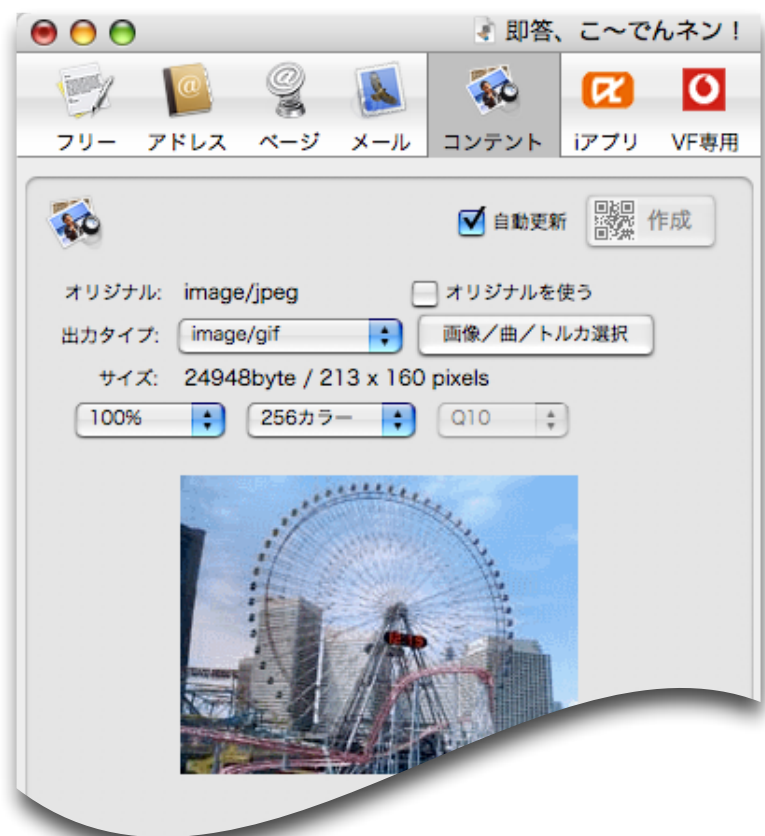 即答、こ〜でんネン！
フリー アドレス ページ メール コンテント iアプリ VF専用
自動更新 作成
オリジナル: image/jpeg オリジナルを使う
出力タイプ: image/gif 画像／曲／トルカ選択
サイズ: 24948byte / 213 x 160 pixels
100% 256カラー Q10